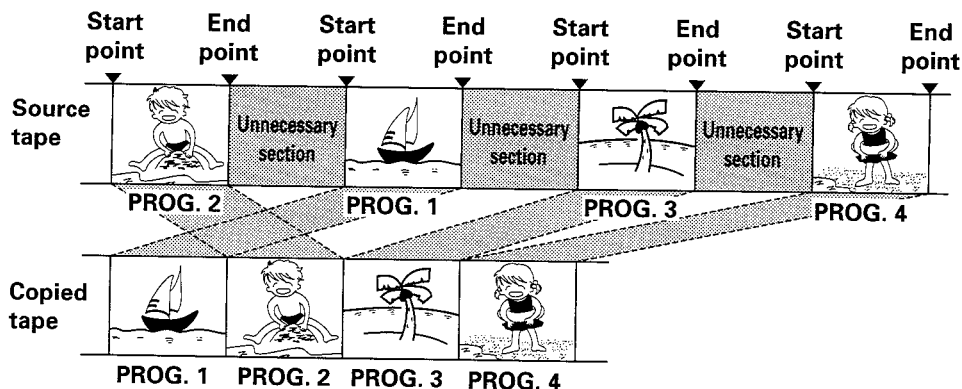 Start point
End point
Start point
End point
Start point
End point
Start point
End point
Source tape
Unnecessary section
Unnecessary section
Unnecessary section
PROG. 2
PROG. 1
PROG. 3
PROG. 4
Copied tape
PROG. 1
PROG. 2
PROG. 3
PROG. 4